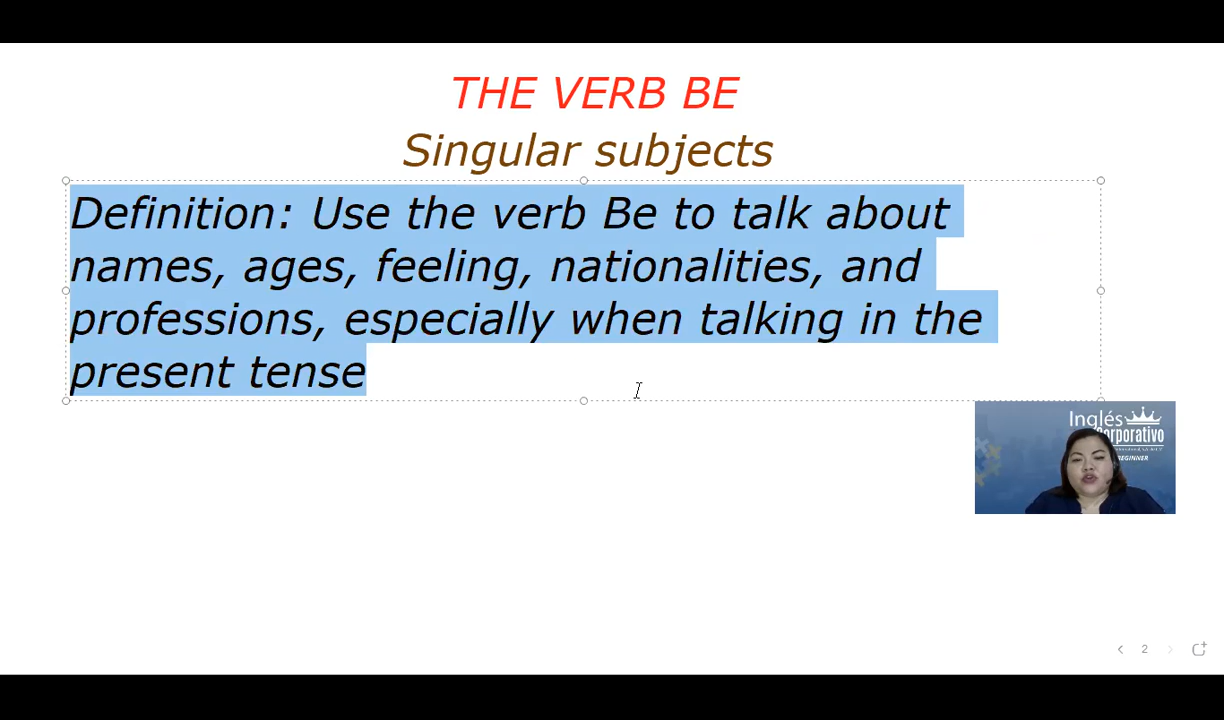 THE VERB BE
Singular subjects
Definition: Use the verb Be to talk about
names, ages, feeling, nationalities, and
professions, especially when talking in the
present tense
Inglés
Corporativo
BEGINNER
2